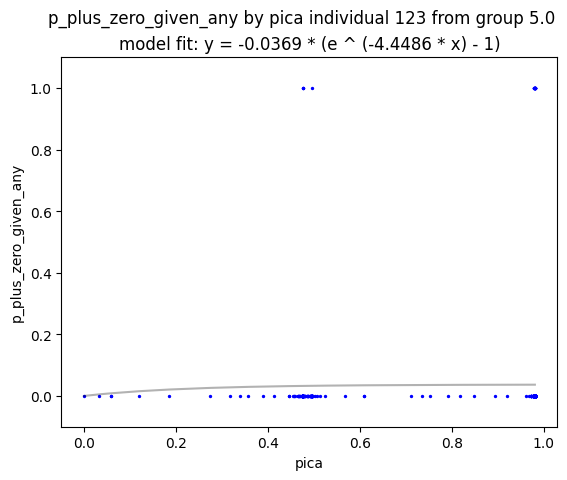 p_plus_zero_given_any by pica individual 123 from group 5.0
model fit: y = -0.0369 * (e ^ (-4.4486 * x) - 1)
1.0
0.8
0.6
0.4
0.2
0.0
p_plus_zero_given_any
0.0 0.2 0.4 0.6 0.8 1.0
pica